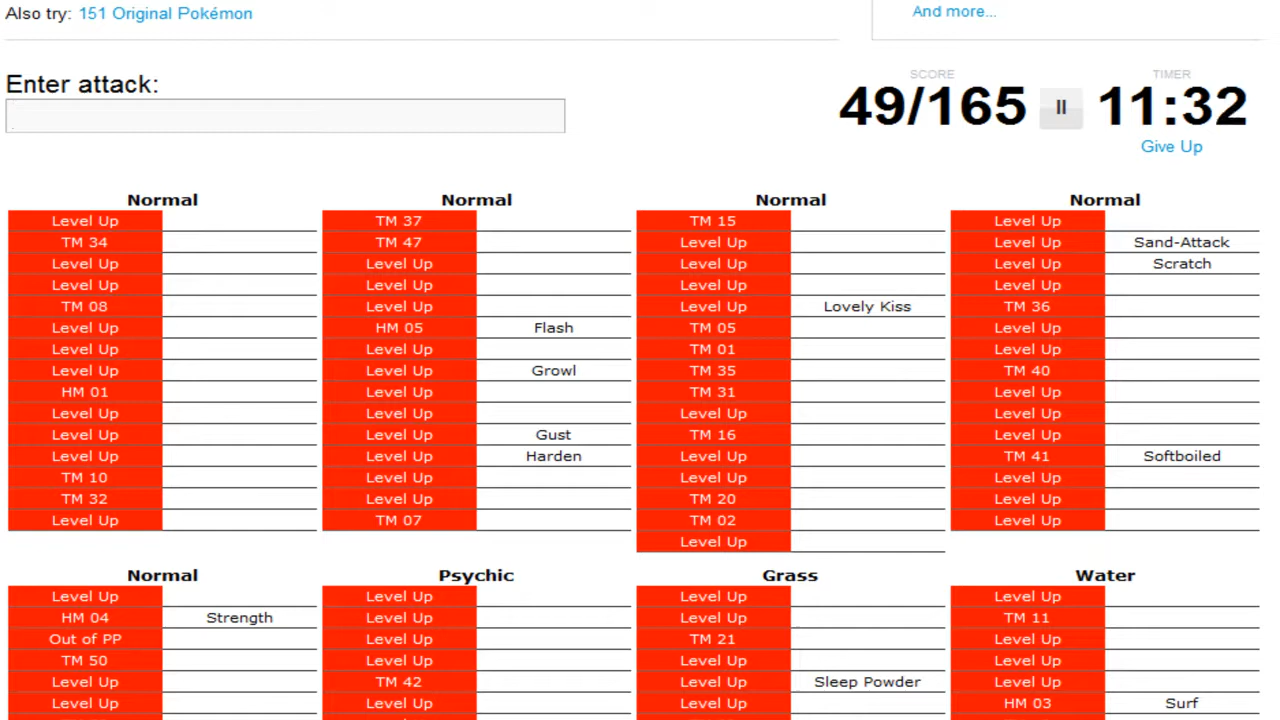 Also try: 151 Original Pokémon
And more...
Enter attack:
SCORE
49/165
TIMER
11:32
Give Up
Normal Normal Normal Normal
Level Up TM 37 TM 15 Level Up
TM 34 TM 47 Level Up Level Up Sand-Attack
Level Up Level Up Level Up Level Up Scratch
Level Up Level Up Level Up Level Up
TM 08 Level Up Level Up Lovely Kiss TM 36
Level Up HM 05 Flash TM 05 Level Up
Level Up Level Up TM 01 Level Up
Level Up Level Up Growl TM 35 TM 40
HM 01 Level Up TM 31 Level Up
Level Up Level Up Level Up Level Up
Level Up Level Up Gust TM 16 Level Up
Level Up Level Up Harden Level Up TM 41 Softboiled
TM 10 Level Up Level Up Level Up
TM 32 Level Up TM 20 Level Up
Level Up TM 07 TM 02 Level Up
Level Up
Normal Psychic Grass Water
Level Up Level Up Level Up Level Up
HM 04 Strength Level Up Level Up TM 11
Out of PP Level Up TM 21 Level Up
TM 50 Level Up Level Up Level Up
Level Up TM 42 Level Up Sleep Powder Level Up
Level Up Level Up Level Up HM 03 Surf